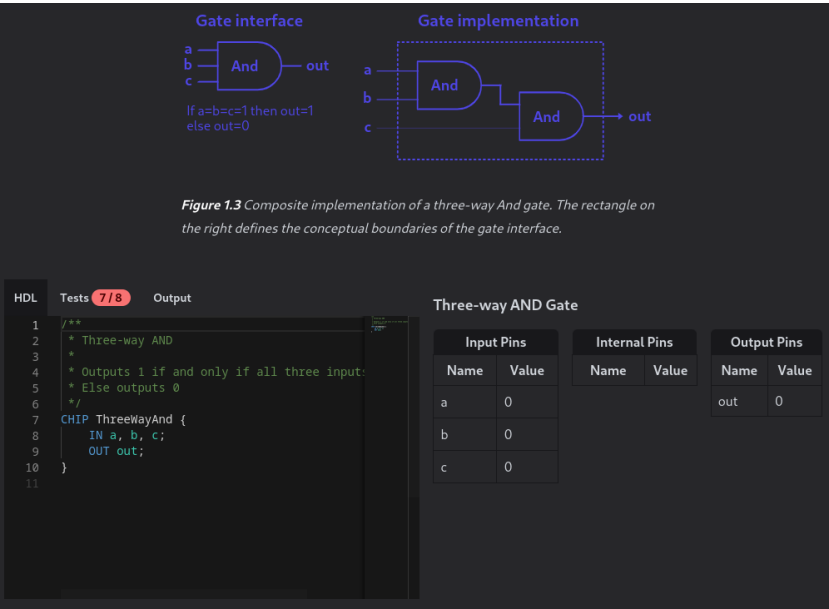 Gate interface
Gate implementation
a
b
c
And
out
If a=b=c=1 then out=1
else out=0
a
b
c
And
And
out
Figure 1.3 Composite implementation of a three-way And gate. The rectangle on
the right defines the conceptual boundaries of the gate interface.
HDL Tests 7/8 Output
1 /**
2 * Three-way AND
3 *
4 * Outputs 1 if and only if all three inputs
5 * Else outputs 0
6 */
7 CHIP ThreeWayAnd {
8 IN a, b, c;
9 OUT out;
10 }
11
Three-way AND Gate
Input Pins
Name Value
a 0
b 0
c 0
Internal Pins
Name Value
Output Pins
Name Value
out 0